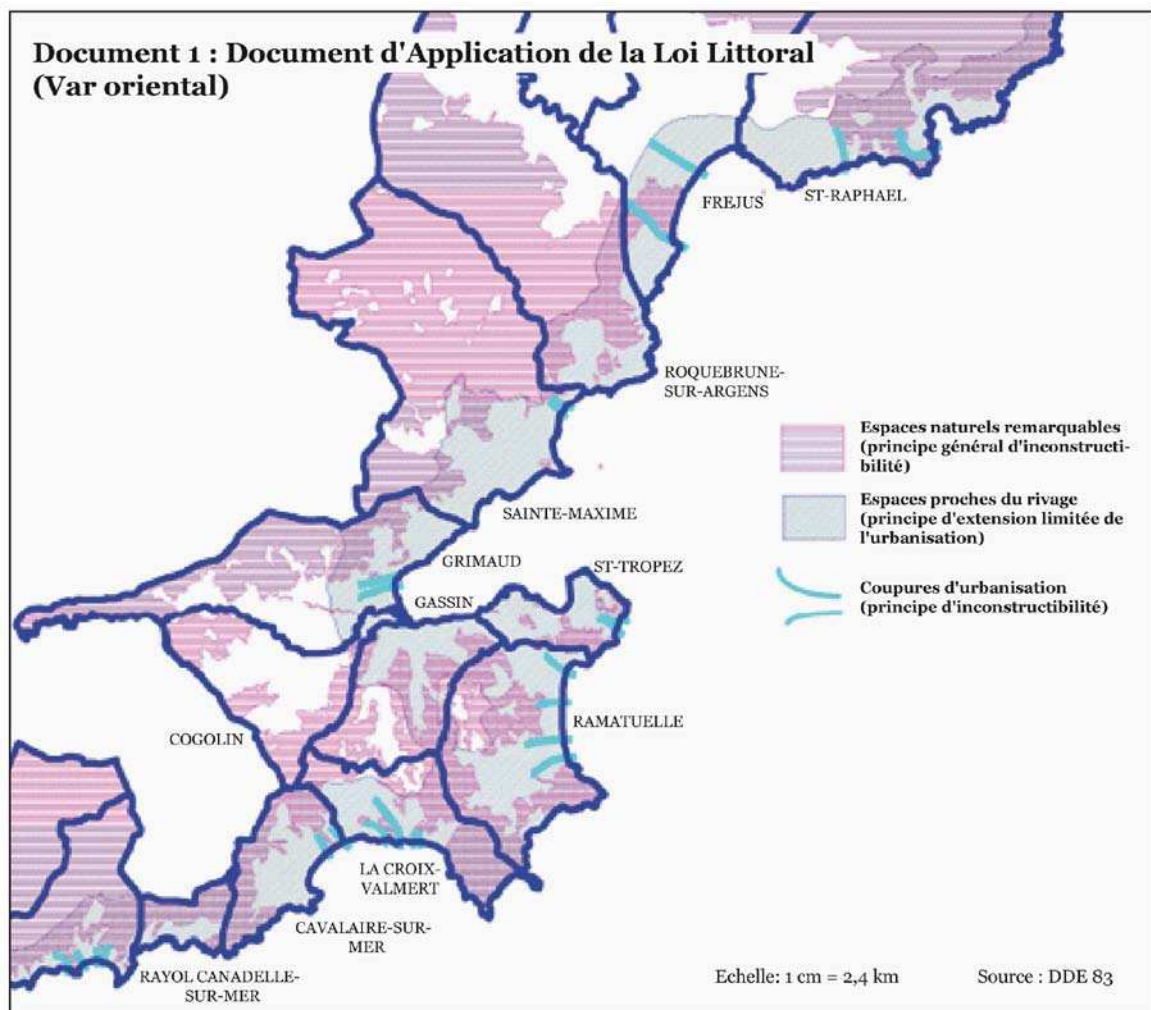 Document 1 : Document d'Application de la Loi Littoral
(Var oriental)
FREJUS
ST-RAPHAEL
ROQUEBRUNE-
SUR-ARGENS
Espaces naturels remarquables
(principe général d'inconstructi-
bilité)
Espaces proches du rivage
(principe d'extension limitée de
l'urbanisation)
Coupures d'urbanisation
(principe d'inconstructibilité)
SAINTE-MAXIME
GRIMAUD
ST-TROPEZ
GASSIN
RAMATUELLE
COGOLIN
LA CROIX-
VALMERT
CAVALAIRE-SUR-
MER
RAYOL CANADELLE-
SUR-MER
Echelle: 1 cm = 2,4 km
Source : DDE 83